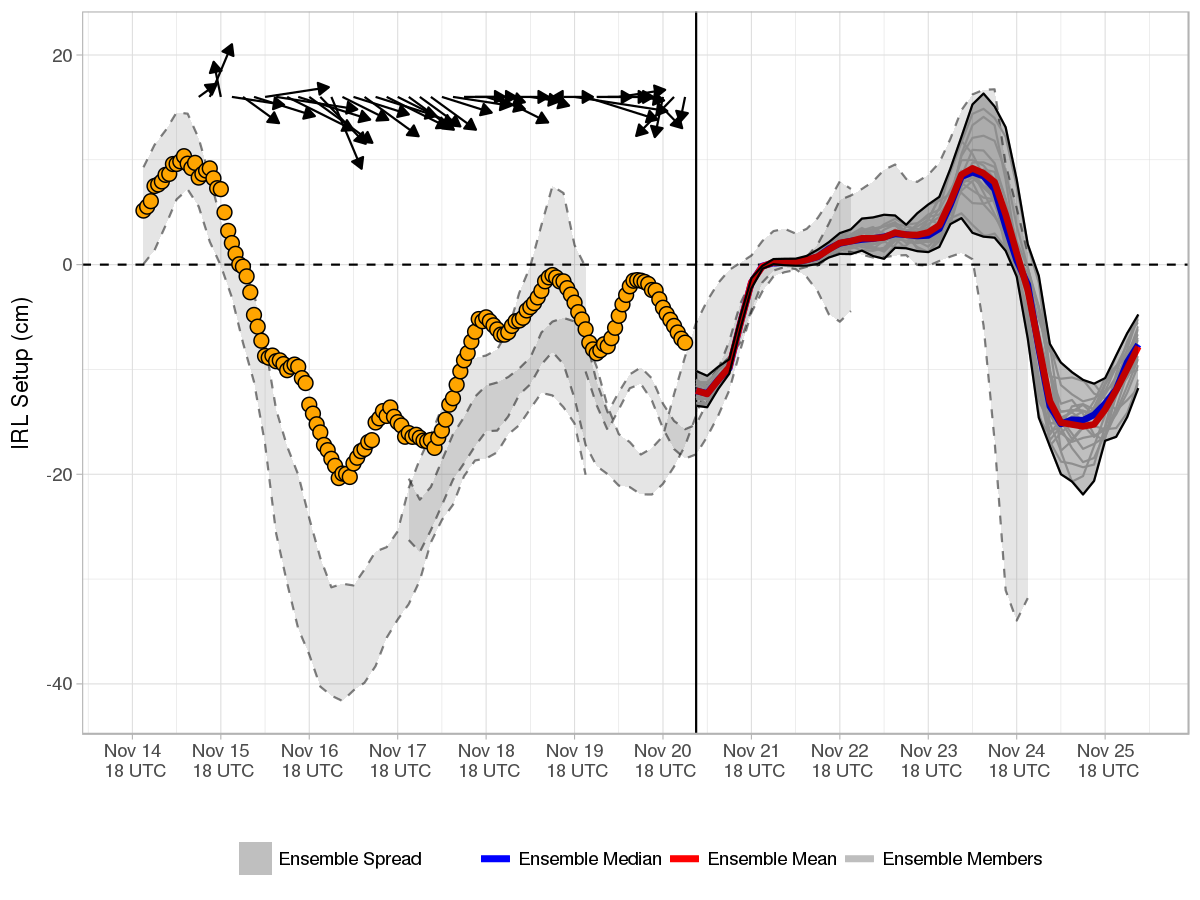 IRL Setup (cm)
20
0
-20
-40
Nov 14 Nov 15 Nov 16 Nov 17 Nov 18 Nov 19 Nov 20 Nov 21 Nov 22 Nov 23 Nov 24 Nov 25
18 UTC 18 UTC 18 UTC 18 UTC 18 UTC 18 UTC 18 UTC 18 UTC 18 UTC 18 UTC 18 UTC 18 UTC
Ensemble Spread Ensemble Median Ensemble Mean Ensemble Members